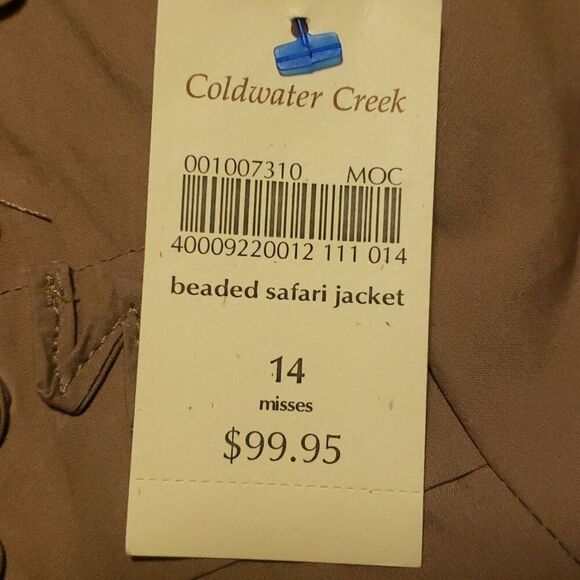 Coldwater Creek
001007310 MOC
40009220012 111 014
beaded safari jacket
14
misses
$99.95